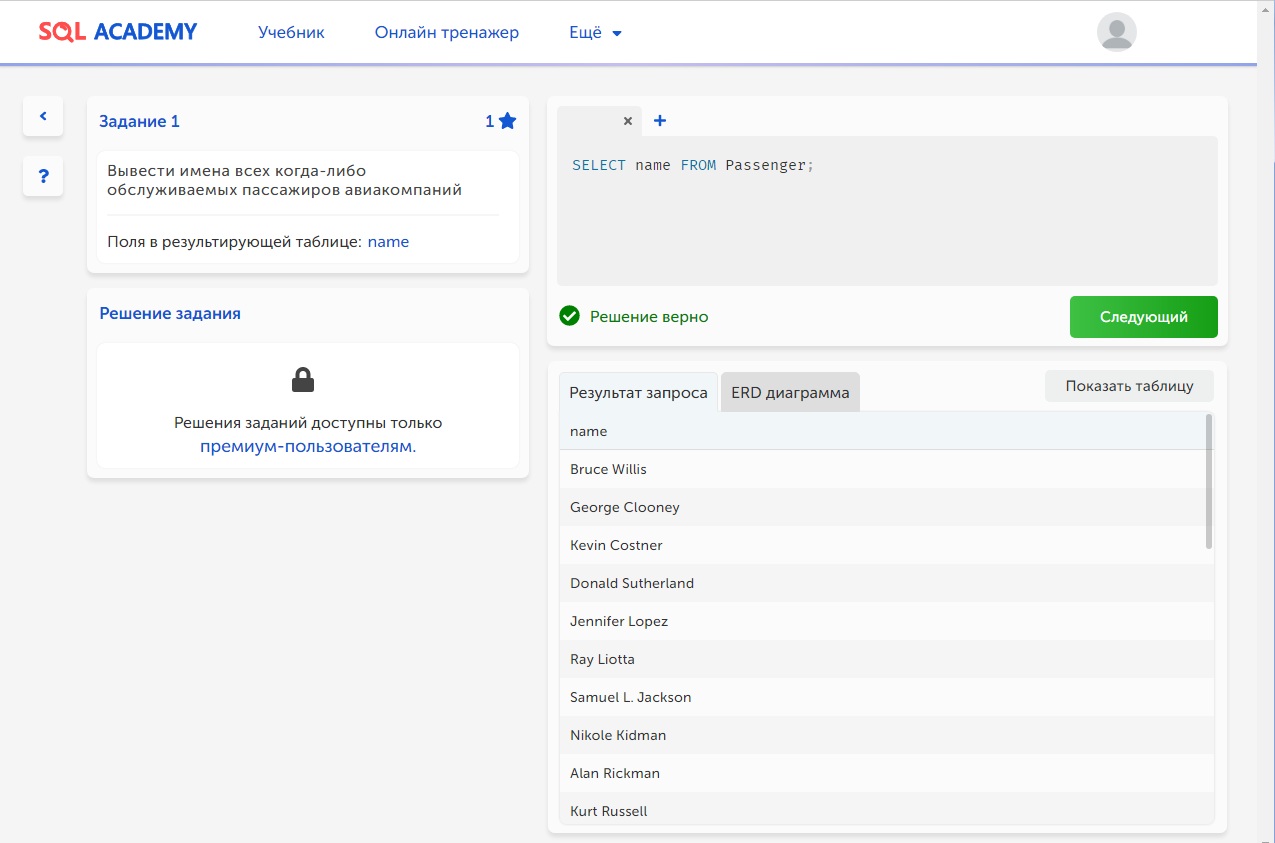 SQL ACADEMY
Учебник
Онлайн тренажер
Ещё
Задание 1
1
Вывести имена всех когда-либо
обслуживаемых пассажиров авиакомпаний
Поля в результирующей таблице: name
?
Решение задания
Решения заданий доступны только
премиум-пользователям.
SELECT name FROM Passenger;
Решение верно
Следующий
Результат запроса
ERD диаграмма
Показать таблицу
name
Bruce Willis
George Clooney
Kevin Costner
Donald Sutherland
Jennifer Lopez
Ray Liotta
Samuel L. Jackson
Nikole Kidman
Alan Rickman
Kurt Russell